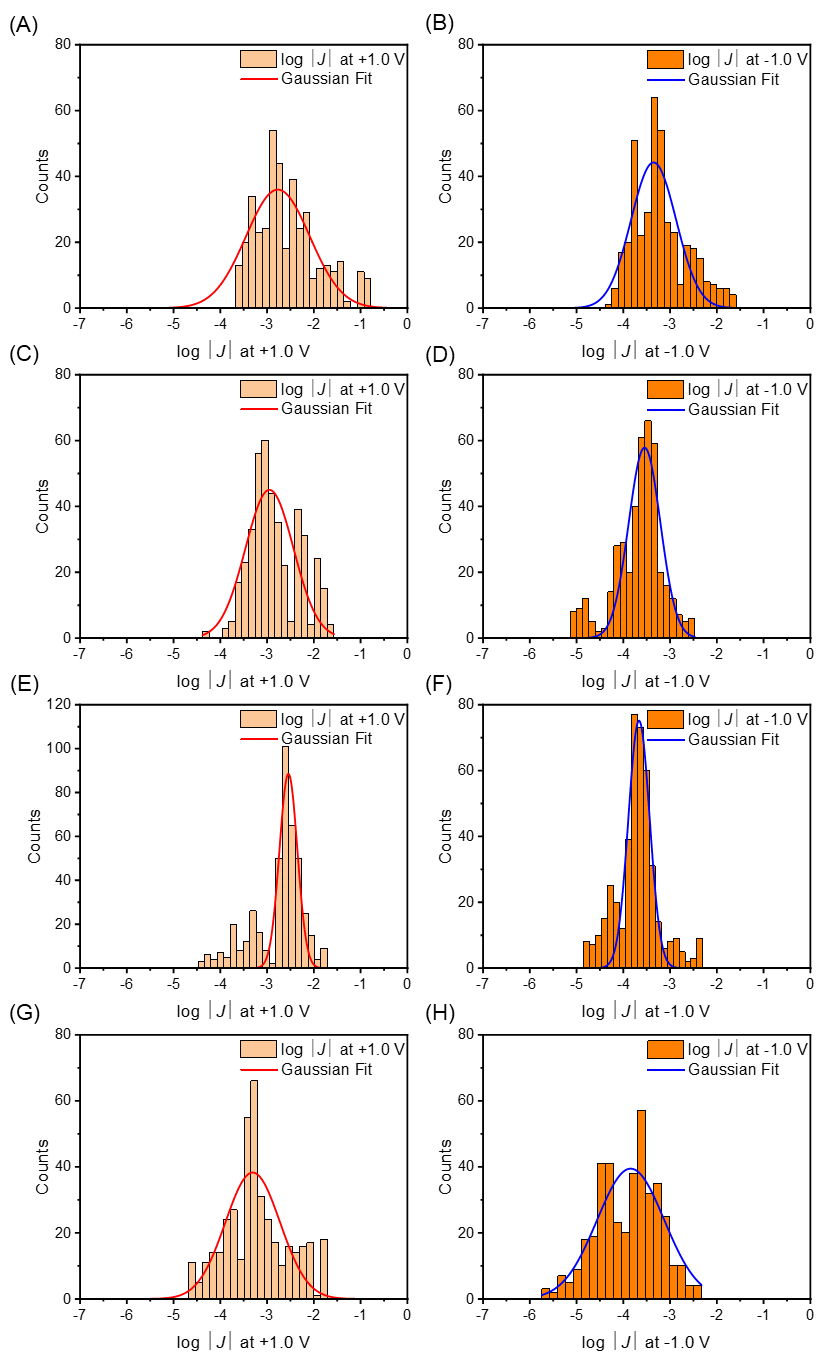 (A)
80
60
40
20
0
Counts
log |J| at +1.0 V
Gaussian Fit
-7 -6 -5 -4 -3 -2 -1 0
log |J| at +1.0 V
(B)
80
60
40
20
0
Counts
log |J| at -1.0 V
Gaussian Fit
-7 -6 -5 -4 -3 -2 -1 0
log |J| at -1.0 V
(C)
80
60
40
20
0
Counts
log |J| at +1.0 V
Gaussian Fit
-7 -6 -5 -4 -3 -2 -1 0
log |J| at +1.0 V
(D)
80
60
40
20
0
Counts
log |J| at -1.0 V
Gaussian Fit
-7 -6 -5 -4 -3 -2 -1 0
log |J| at -1.0 V
(E)
120
100
80
60
40
20
0
Counts
log |J| at +1.0 V
Gaussian Fit
-7 -6 -5 -4 -3 -2 -1 0
log |J| at +1.0 V
(F)
80
60
40
20
0
Counts
log |J| at -1.0 V
Gaussian Fit
-7 -6 -5 -4 -3 -2 -1 0
log |J| at -1.0 V
(G)
80
60
40
20
0
Counts
log |J| at +1.0 V
Gaussian Fit
-7 -6 -5 -4 -3 -2 -1 0
log |J| at +1.0 V
(H)
80
60
40
20
0
Counts
log |J| at -1.0 V
Gaussian Fit
-7 -6 -5 -4 -3 -2 -1 0
log |J| at -1.0 V